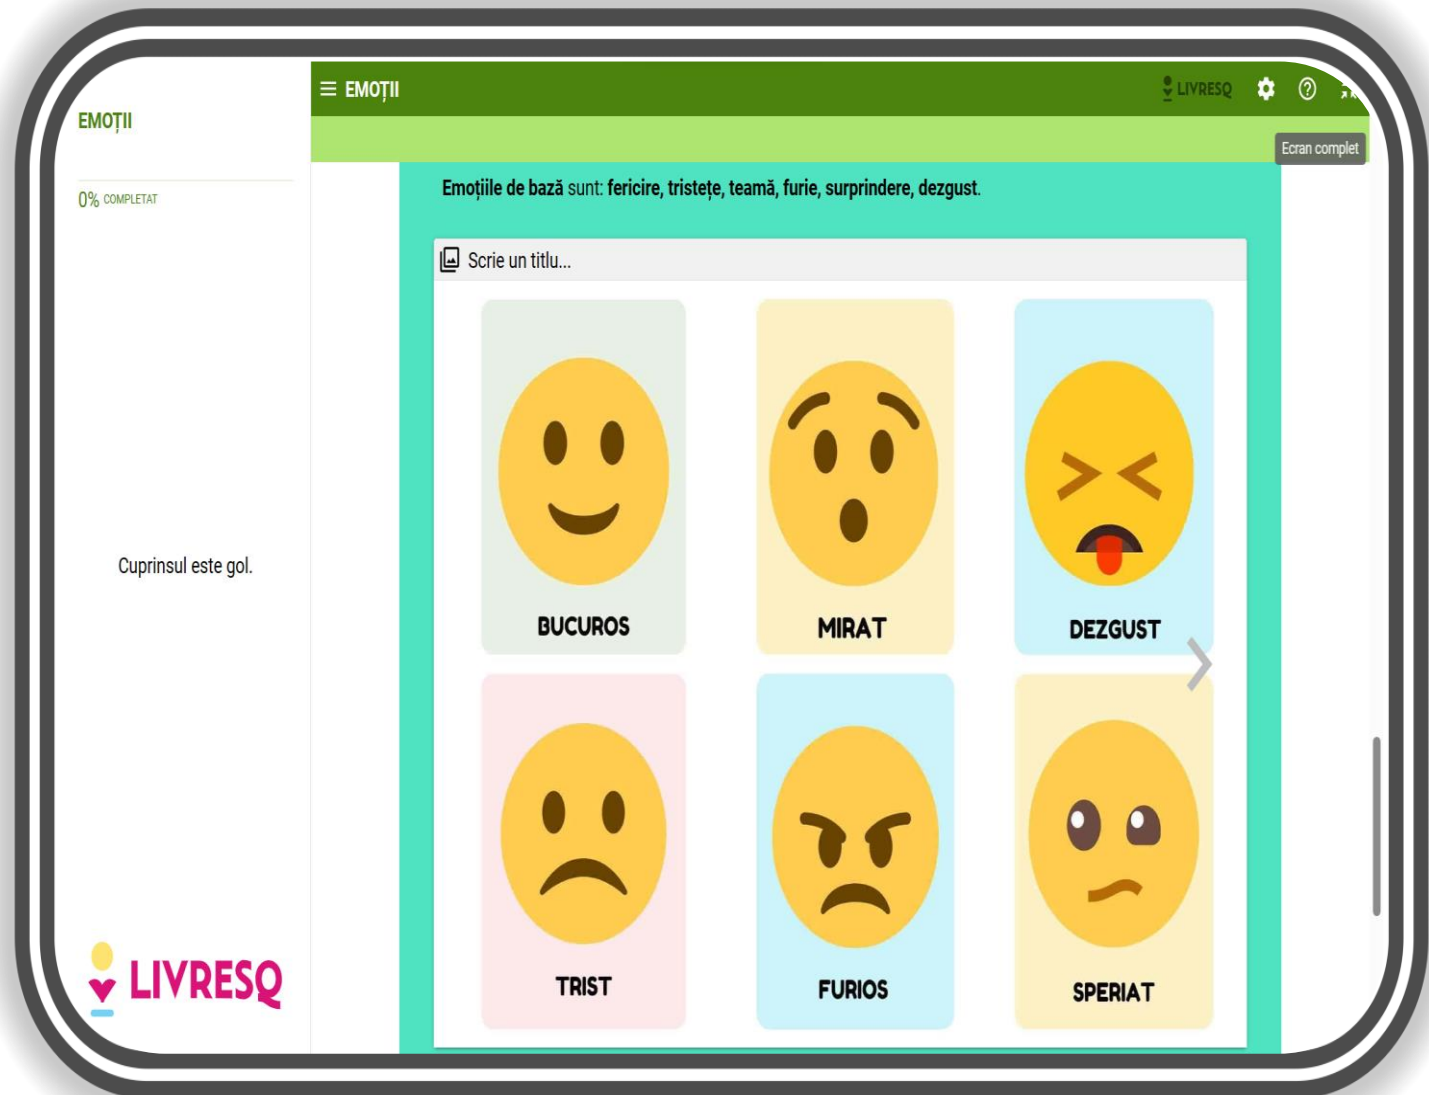 EMOȚII
0% COMPLETAT
Cuprinsul este gol.
LIVRESQ
EMOȚII
LIVRESQ
Ecran complet
Emoțiile de bază sunt: fericire, tristețe, teamă, furie, surprindere, dezgust.
Scrie un titlu...
BUCUROS
MIRAT
DEZGUST
TRIST
FURIOS
SPERIAT